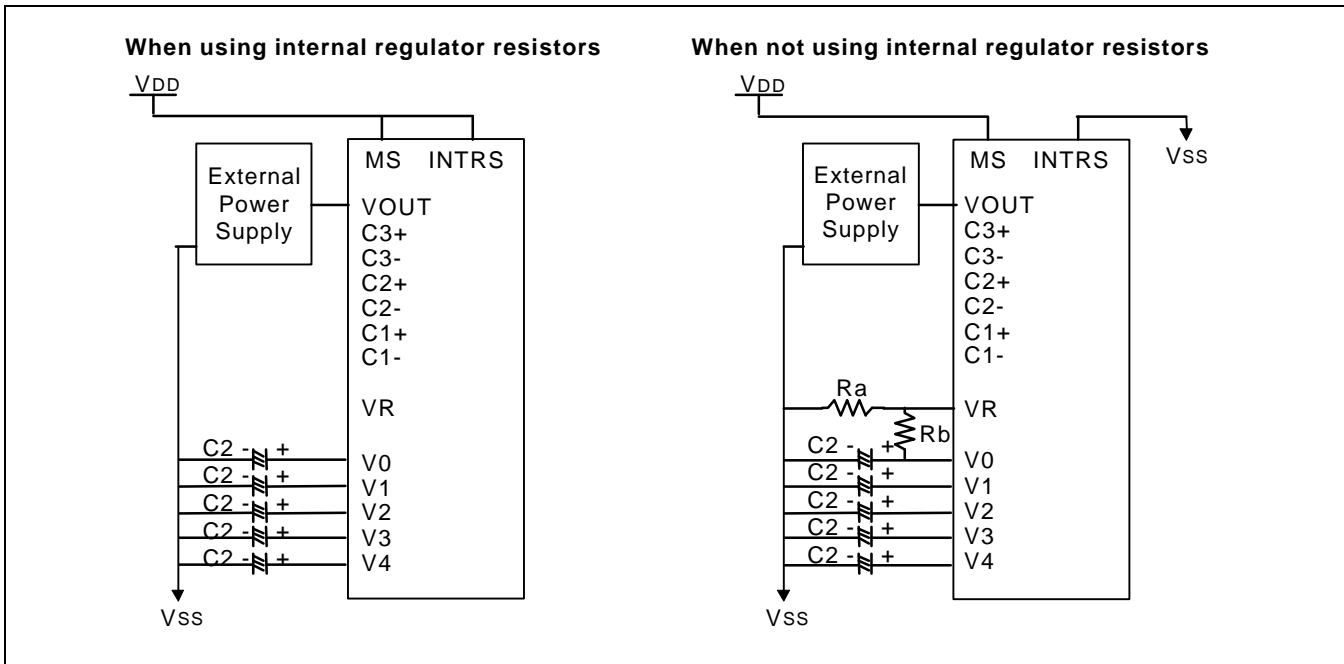 When using internal regulator resistors
VDD
MS INTRS
External
Power
Supply
VOUT
C3+
C3-
C2+
C2-
C1+
C1-
VR
C2 - + V0
C2 - + V1
C2 - + V2
C2 - + V3
C2 - + V4
VSS
When not using internal regulator resistors
VDD
MS INTRS
VSS
External
Power
Supply
VOUT
C3+
C3-
C2+
C2-
C1+
C1-
Ra
VR
Rb
C2 - + V0
C2 - + V1
C2 - + V2
C2 - + V3
C2 - + V4
VSS